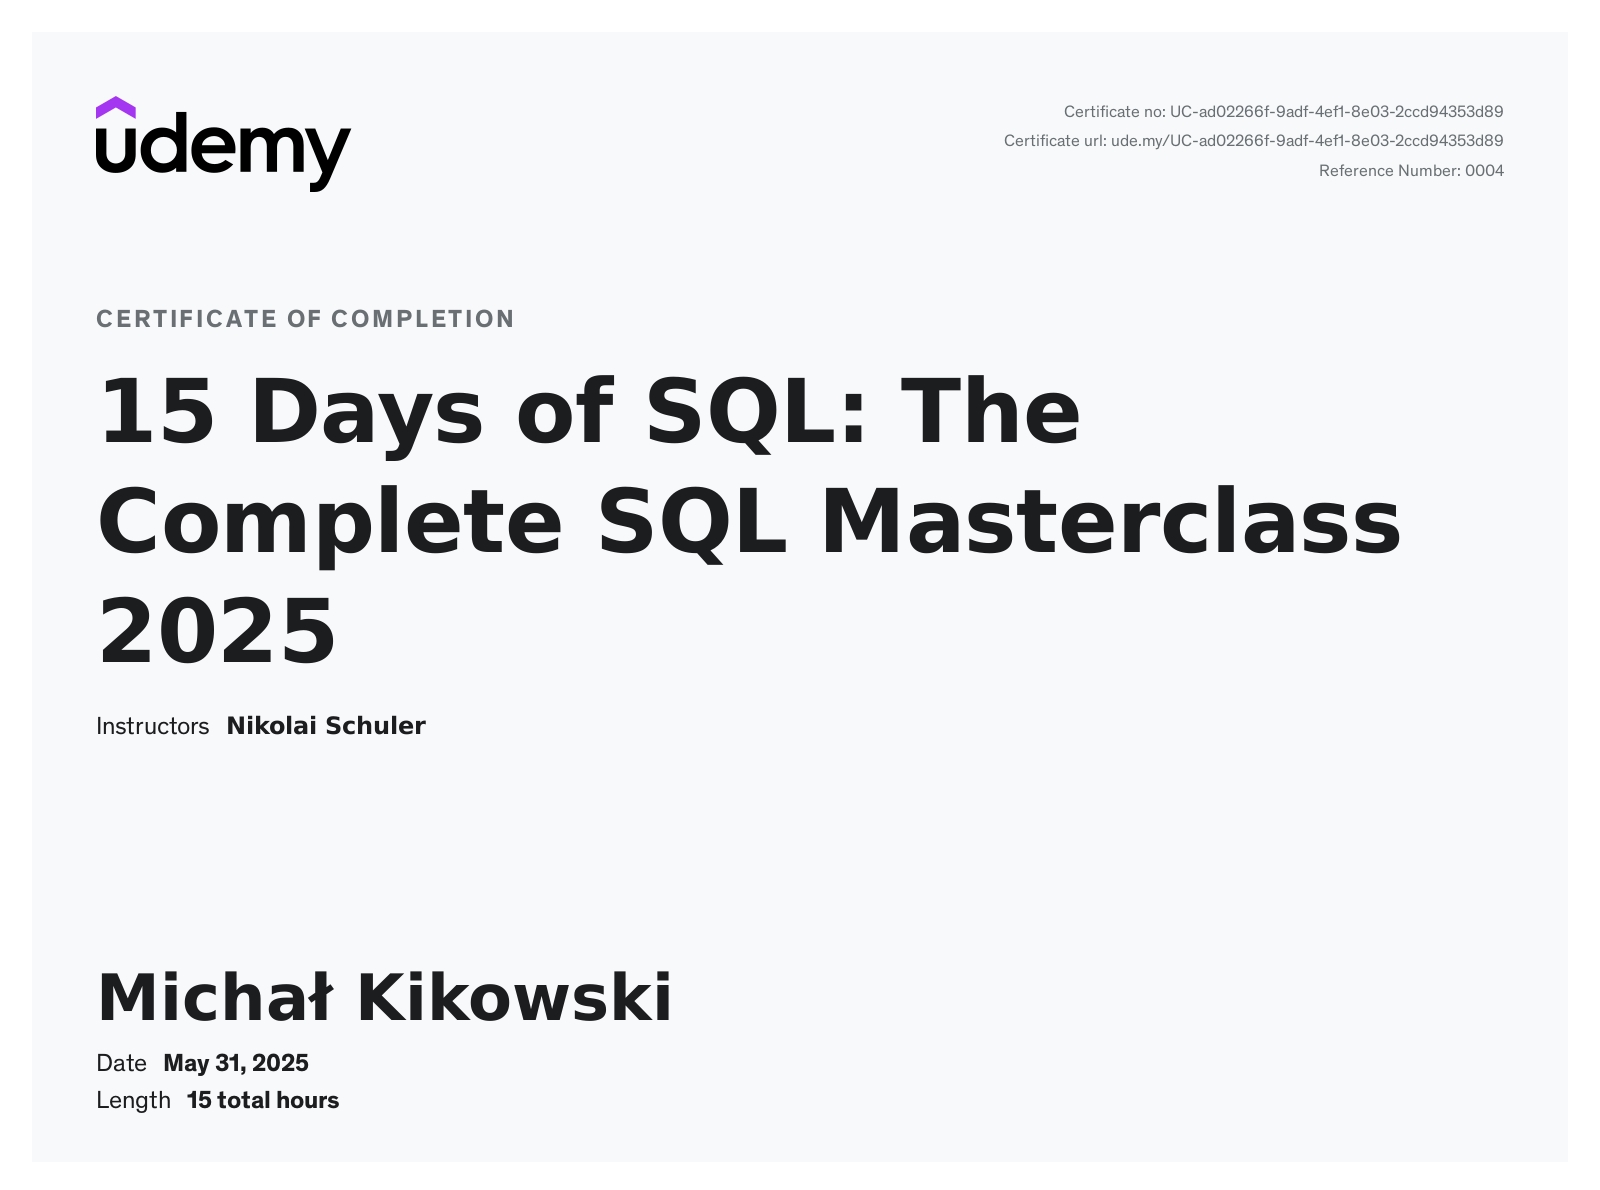 udemy
Certificate no: UC-ad02266f-9adf-4ef1-8e03-2ccd94353d89
Certificate url: ude.my/UC-ad02266f-9adf-4ef1-8e03-2ccd94353d89
Reference Number: 0004
CERTIFICATE OF COMPLETION
15 Days of SQL: The
Complete SQL Masterclass
2025
Instructors Nikolai Schuler
Michał Kikowski
Date May 31, 2025
Length 15 total hours